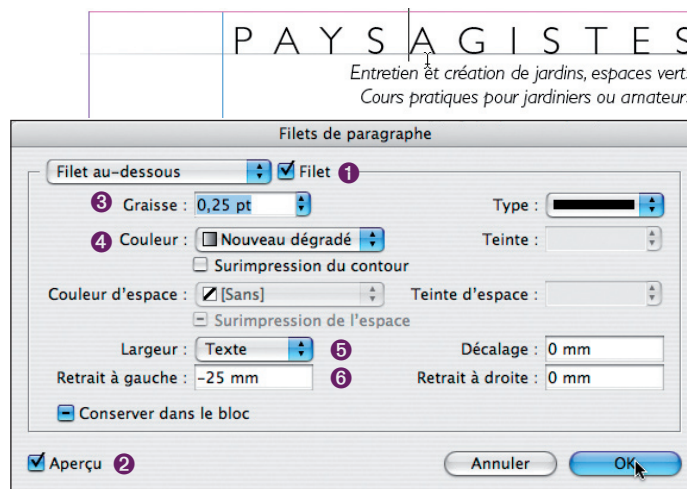 PAYSAGISTES
Entretien et création de jardins, espaces vert
Cours pratiques pour jardiniers ou amateur
Filets de paragraphe
Filet au-dessous Filet 1
3 Graisse : 0,25 pt Type :
4 Couleur : Nouveau dégradé Teinte :
Surimpression du contour
Couleur d'espace : [Sans] Teinte d'espace :
Surimpression de l'espace
Largeur : Texte 5 Décalage : 0 mm
Retrait à gauche : -25 mm 6 Retrait à droite : 0 mm
Conserver dans le bloc
Aperçu 2 Annuler OK